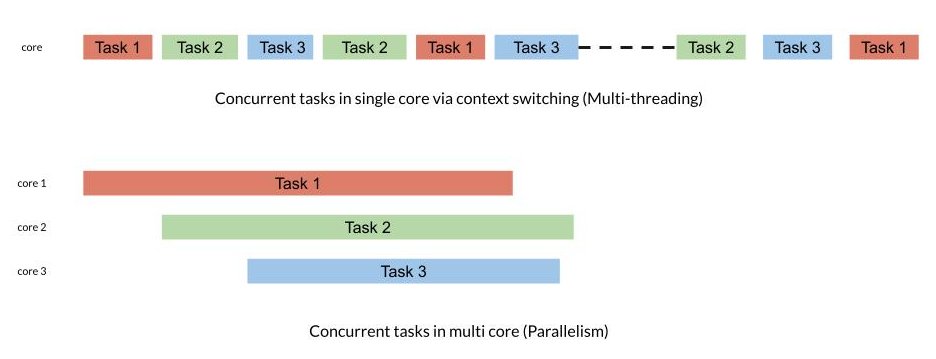 core Task 1 Task 2 Task 3 Task 2 Task 1 Task 3 Task 2 Task 3 Task 1
Concurrent tasks in single core via context switching (Multi-threading)
core 1 Task 1
core 2 Task 2
core 3 Task 3
Concurrent tasks in multi core (Parallelism)